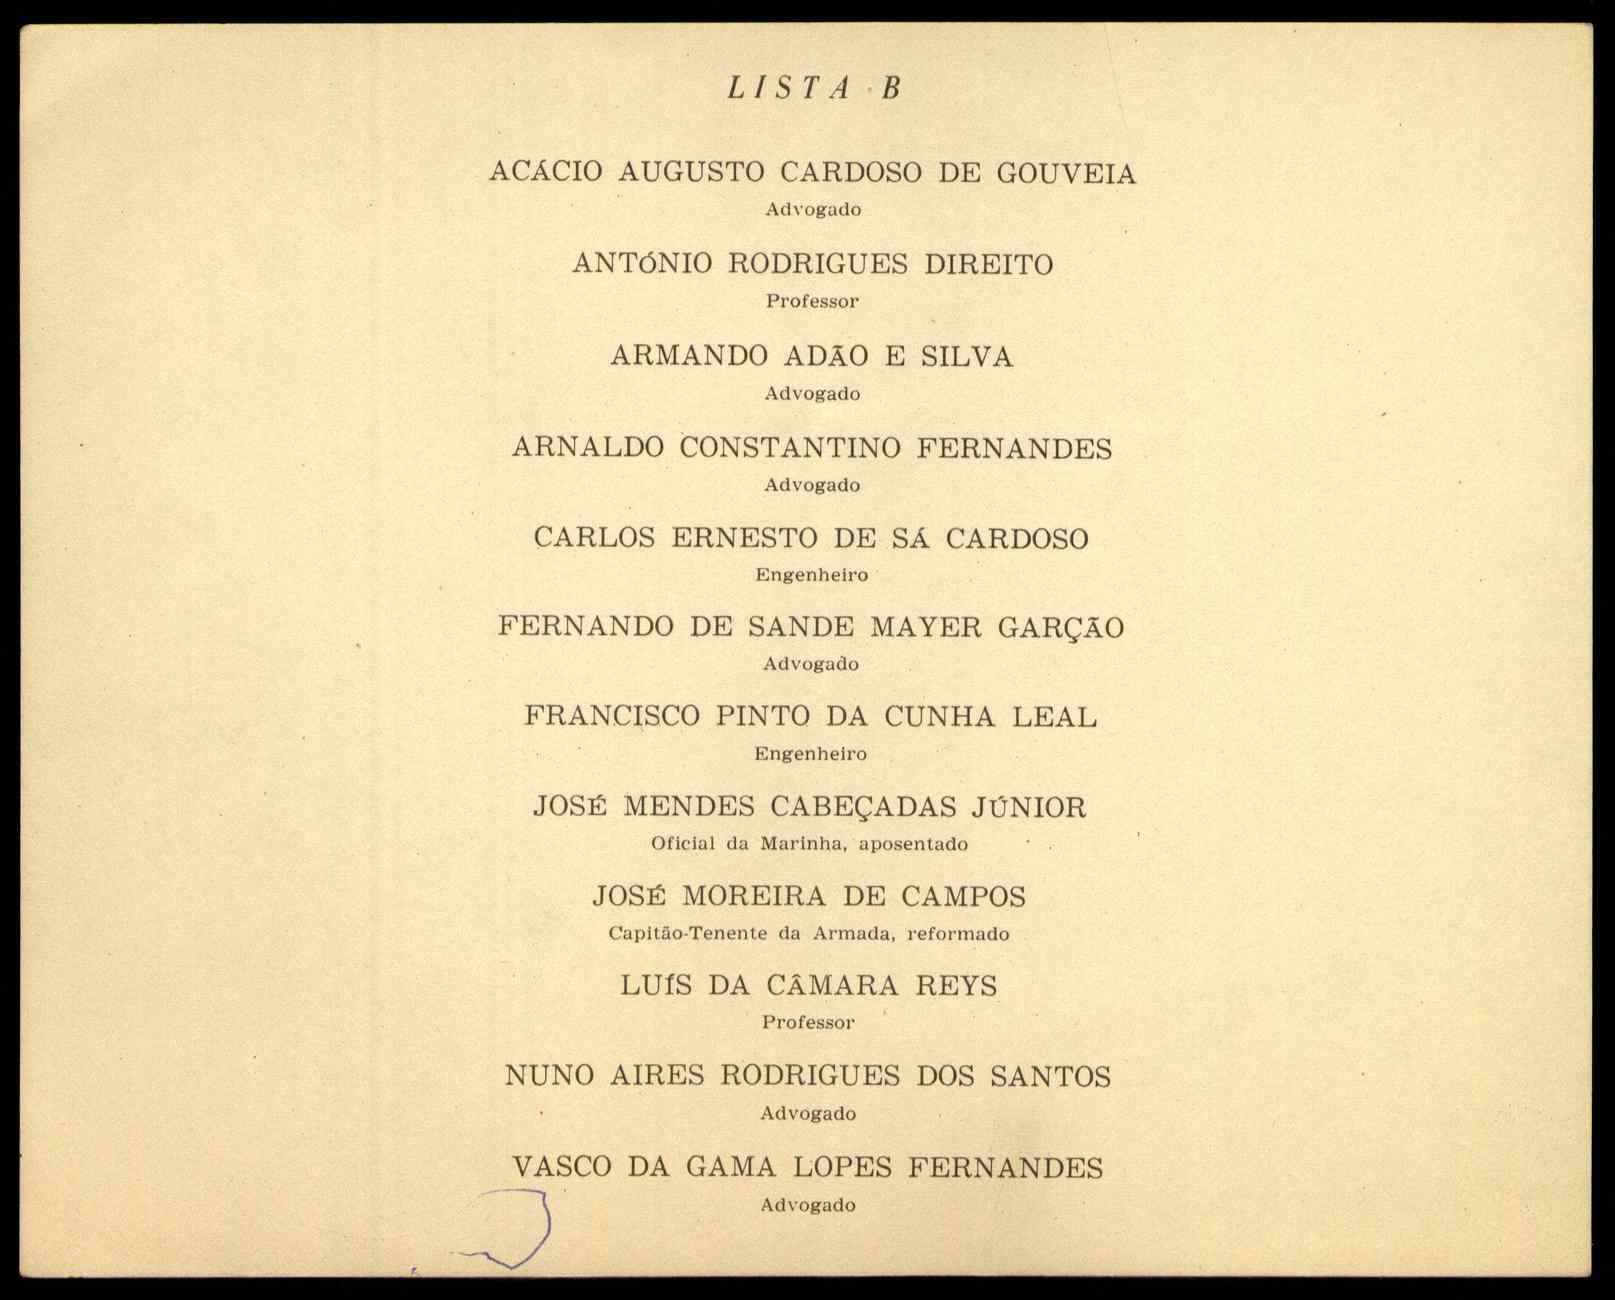 LISTA B
ACÁCIO AUGUSTO CARDOSO DE GOUVEIA
Advogado
ANTÓNIO RODRIGUES DIREITO
Professor
ARMANDO ADÃO E SILVA
Advogado
ARNALDO CONSTANTINO FERNANDES
Advogado
CARLOS ERNESTO DE SÁ CARDOSO
Engenheiro
FERNANDO DE SANDE MAYER GARÇÃO
Advogado
FRANCISCO PINTO DA CUNHA LEAL
Engenheiro
JOSÉ MENDES CABEÇADAS JÚNIOR
Oficial da Marinha, aposentado
JOSÉ MOREIRA DE CAMPOS
Capitão-Tenente da Armada, reformado
LUÍS DA CÂMARA REYS
Professor
NUNO AIRES RODRIGUES DOS SANTOS
Advogado
VASCO DA GAMA LOPES FERNANDES
Advogado